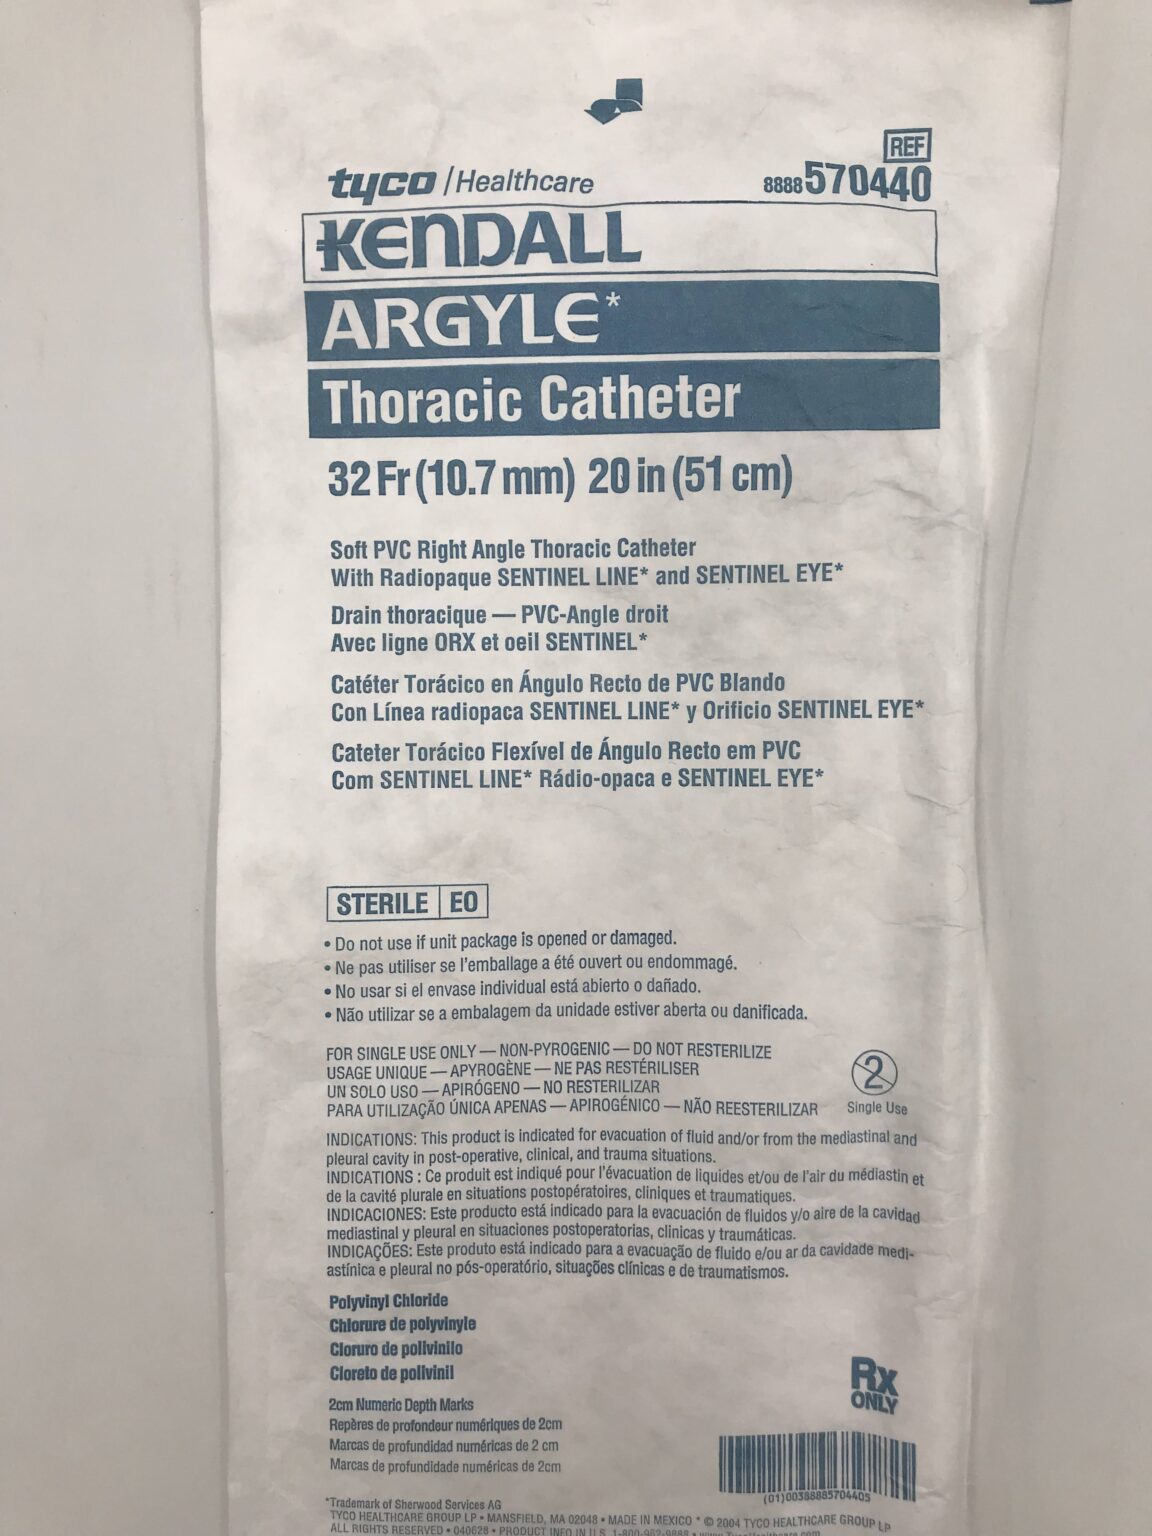 REF
tyco / Healthcare 8888570440
KENDALL
ARGYLE*
Thoracic Catheter
32 Fr (10.7 mm) 20 in (51 cm)
Soft PVC Right Angle Thoracic Catheter
With Radiopaque SENTINEL LINE* and SENTINEL EYE*
Drain thoracique — PVC-Angle droit
Avec ligne ORX et oeil SENTINEL*
Catéter Torácico en Ángulo Recto de PVC Blando
Con Línea radiopaca SENTINEL LINE* y Orificio SENTINEL EYE*
Cateter Torácico Flexível de Ángulo Recto em PVC
Com SENTINEL LINE* Rádio-opaca e SENTINEL EYE*
STERILE EO
• Do not use if unit package is opened or damaged.
• Ne pas utiliser se l'emballage a été ouvert ou endommagé.
• No usar si el envase individual está abierto o dañado.
• Não utilizar se a embalagem da unidade estiver aberta ou danificada.
FOR SINGLE USE ONLY — NON-PYROGENIC — DO NOT RESTERILIZE
USAGE UNIQUE — APYROGÈNE — NE PAS RESTÉRILISER
UN SOLO USO — APIRÓGENO — NO RESTERILIZAR
PARA UTILIZAÇÃO ÚNICA APENAS — APIROGÉNICO — NÃO REESTERILIZAR
2
Single Use
INDICATIONS: This product is indicated for evacuation of fluid and/or from the mediastinal and
pleural cavity in post-operative, clinical, and trauma situations.
INDICATIONS : Ce produit est indiqué pour l'évacuation de liquides et/ou de l'air du médiastin et
de la cavité plurale en situations postopératoires, cliniques et traumatiques.
INDICACIONES: Este producto está indicado para la evacuación de fluidos y/o aire de la cavidad
mediastinal y pleural en situaciones postoperatorias, clinicas y traumáticas.
INDICAÇÕES: Este produto está indicado para a evacuação de fluido e/ou ar da cavidade medi-
astínica e pleural no pós-operatório, situações clínicas e de traumatismos.
Polyvinyl Chloride
Chlorure de polyvinyle
Cloruro de polivinilo
Cloreto de polivinil
Rx
ONLY
2cm Numeric Depth Marks
Repères de profondeur numériques de 2cm
Marcas de profundidad numéricas de 2 cm
Marcas de profundidade numéricas de 2cm
(01)00388885704405
*Trademark of Sherwood Services AG
TYCO HEALTHCARE GROUP LP • MANSFIELD, MA 02048 • MADE IN MEXICO * © 2004 TYCO HEALTHCARE GROUP LP
ALL RIGHTS RESERVED • 040628 • PRODUCT INFO IN U.S. 1-800-962-9888 • www.TycoHealthcare.com